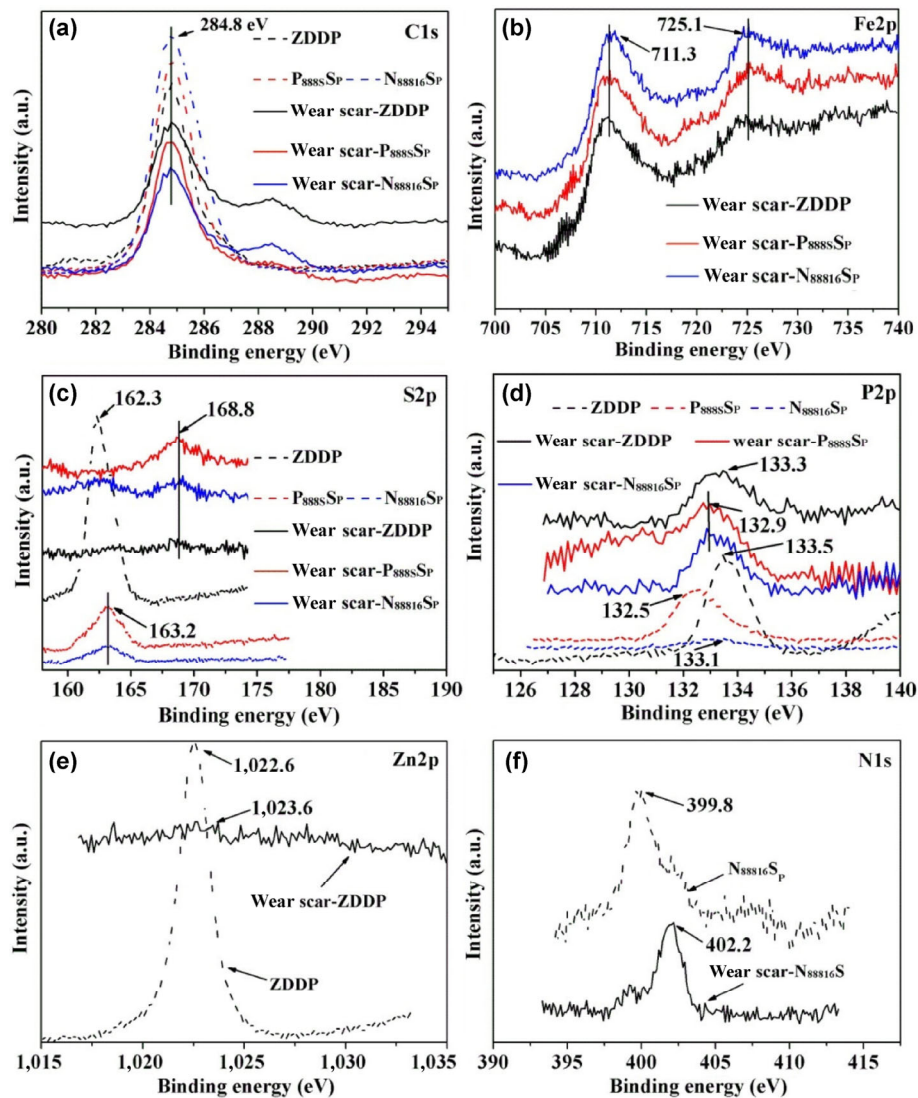 (a)
284.8 eV
C1s
ZDDP
P₈₈₈SSP
N₈₈₈₁₆SP
Wear scar-ZDDP
Wear scar-P₈₈₈SSP
Wear scar-N₈₈₈₁₆SP
Intensity (a.u.)
280 282 284 286 288 290 292 294
Binding energy (eV)
(b)
725.1
Fe2p
711.3
Wear scar-ZDDP
Wear scar-P₈₈₈SSP
Wear scar-N₈₈₈₁₆SP
Intensity (a.u.)
700 705 710 715 720 725 730 735 740
Binding energy (eV)
(c)
162.3
S2p
168.8
ZDDP
P₈₈₈SSP
N₈₈₈₁₆SP
Wear scar-ZDDP
Wear scar-P₈₈₈SSP
Wear scar-N₈₈₈₁₆SP
163.2
Intensity (a.u.)
160 165 170 175 180 185 190
Binding energy (eV)
(d)
P2p
ZDDP
P₈₈₈SSP
N₈₈₈₁₆SP
Wear scar-ZDDP
wear scar-P₈₈₈SSP
Wear scar-N₈₈₈₁₆SP
133.3
132.9
133.5
132.5
133.1
Intensity (a.u.)
126 128 130 132 134 136 138 140
Binding energy (eV)
(e)
Zn2p
1,022.6
1,023.6
Wear scar-ZDDP
ZDDP
Intensity (a.u.)
1,015 1,020 1,025 1,030 1,035
Binding energy (eV)
(f)
N1s
399.8
N₈₈₈₁₆SP
402.2
Wear scar-N₈₈₈₁₆S
Intensity (a.u.)
390 395 400 405 410 415
Binding energy (eV)